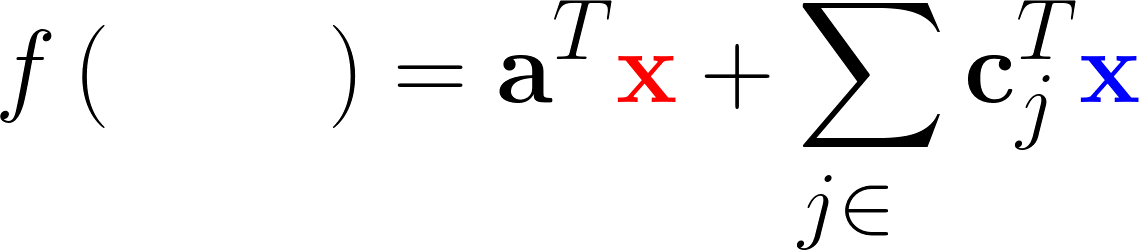 f ( ) = a^T x + ∑_{j∈} c_j^T x